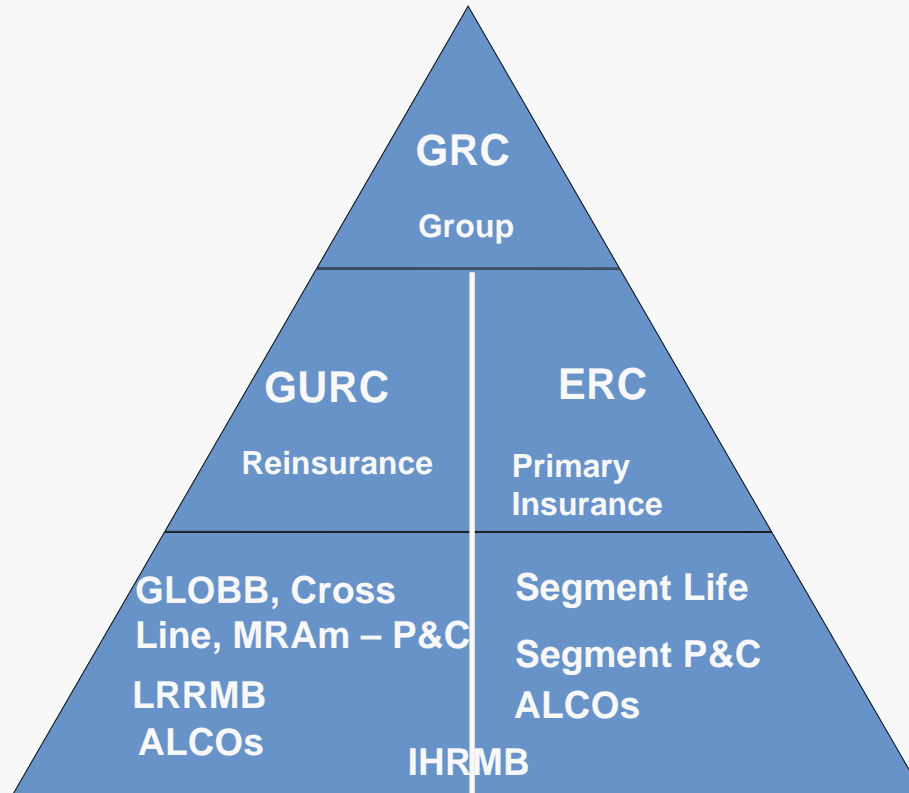 GRC
Group
GURC
Reinsurance
ERC
Primary
Insurance
GLOBB, Cross
Line, MRAm – P&C
LRRMB
ALCOs
Segment Life
Segment P&C
ALCOs
IHRMB